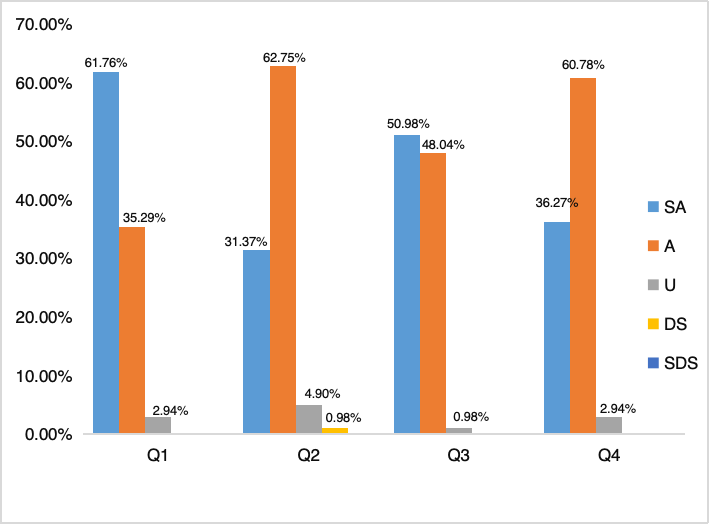 70.00%
60.00%
50.00%
40.00%
30.00%
20.00%
10.00%
0.00%
61.76%
35.29%
2.94%
31.37%
62.75%
4.90%
0.98%
50.98%
48.04%
0.98%
36.27%
60.78%
2.94%
Q1
Q2
Q3
Q4
SA
A
U
DS
SDS